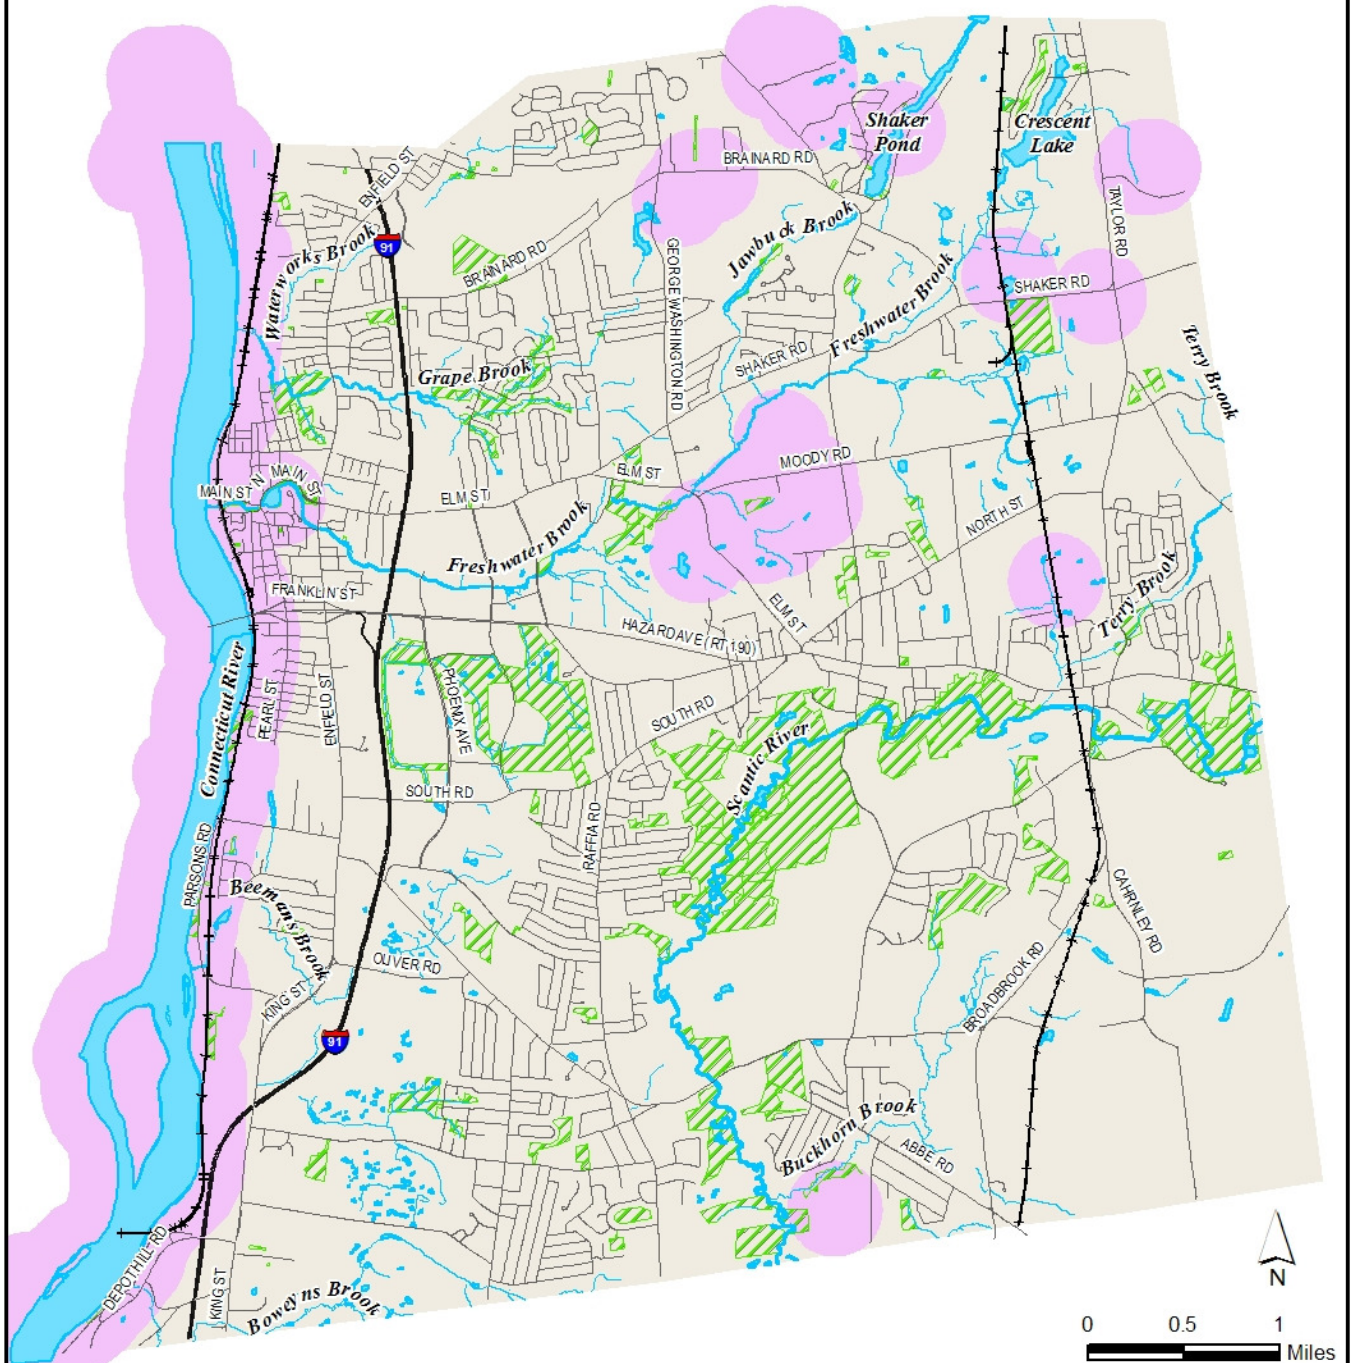 Shaker
Pond
Crescent
Lake
BRAINARD RD
ENFIELD ST
TAYLOR RD
Waterworks Brook
91
BRAINARD RD
Jawbuck Brook
GEORGE WASHINGTON RD
Freshwater Brook
SHAKER RD
Terry Brook
SHAKER RD
Grape Brook
MOODY RD
MAIN ST
N MAIN ST
ELM ST
ELM ST
NORTH ST
Freshwater Brook
FRANKLIN ST
ELM ST
Terry Brook
HAZARD AVE (RT 190)
Connecticut River
PEARL ST
ENFIELD ST
PHOENIX AVE
SOUTH RD
Scantic River
SOUTH RD
RAFFIA RD
PARSONS RD
Beemans Brook
CAHRNLEY RD
OLIVER RD
KING ST
BROADBROOK RD
91
Buckhorn Brook
ABBE RD
DEPOT HILL RD
KING ST
Boweyns Brook
N
0 0.5 1
Miles